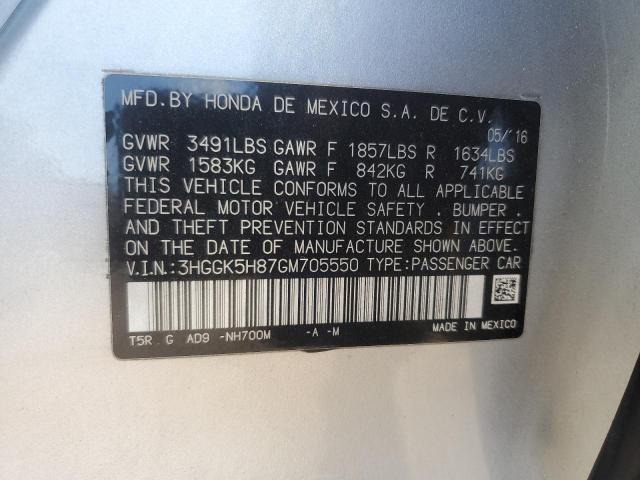 MFD.BY HONDA DE MEXICO S.A. DE C.V.
05/'16
GVWR 3491LBS GAWR F 1857LBS R 1634LBS
GVWR 1583KG GAWR F 842KG R 741KG
THIS VEHICLE CONFORMS TO ALL APPLICABLE
FEDERAL MOTOR VEHICLE SAFETY . BUMPER .
AND THEFT PREVENTION STANDARDS IN EFFECT
ON THE DATE OF MANUFACTURE SHOWN ABOVE.
V.I.N.:3HGGK5H87GM705550 TYPE:PASSENGER CAR
T5R G AD9 -NH700M -A -M MADE IN MEXICO